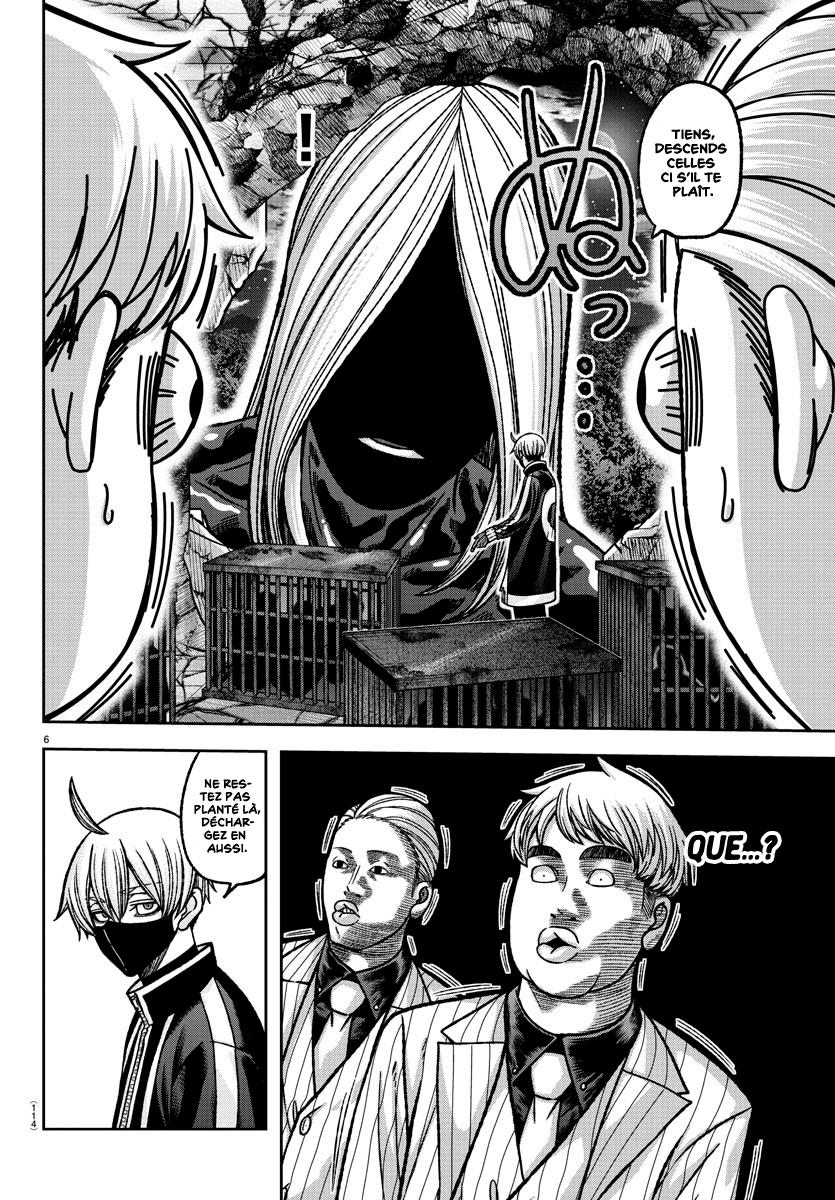 TIENS,
DESCENDS
CELLES
CI S'IL TE
PLAÎT.
!
ぬっ…
6
NE RES-
TEZ PAS
PLANTÉ LÀ,
DÉCHAR-
GEZ EN
AUSSI.
QUE...?
(114)